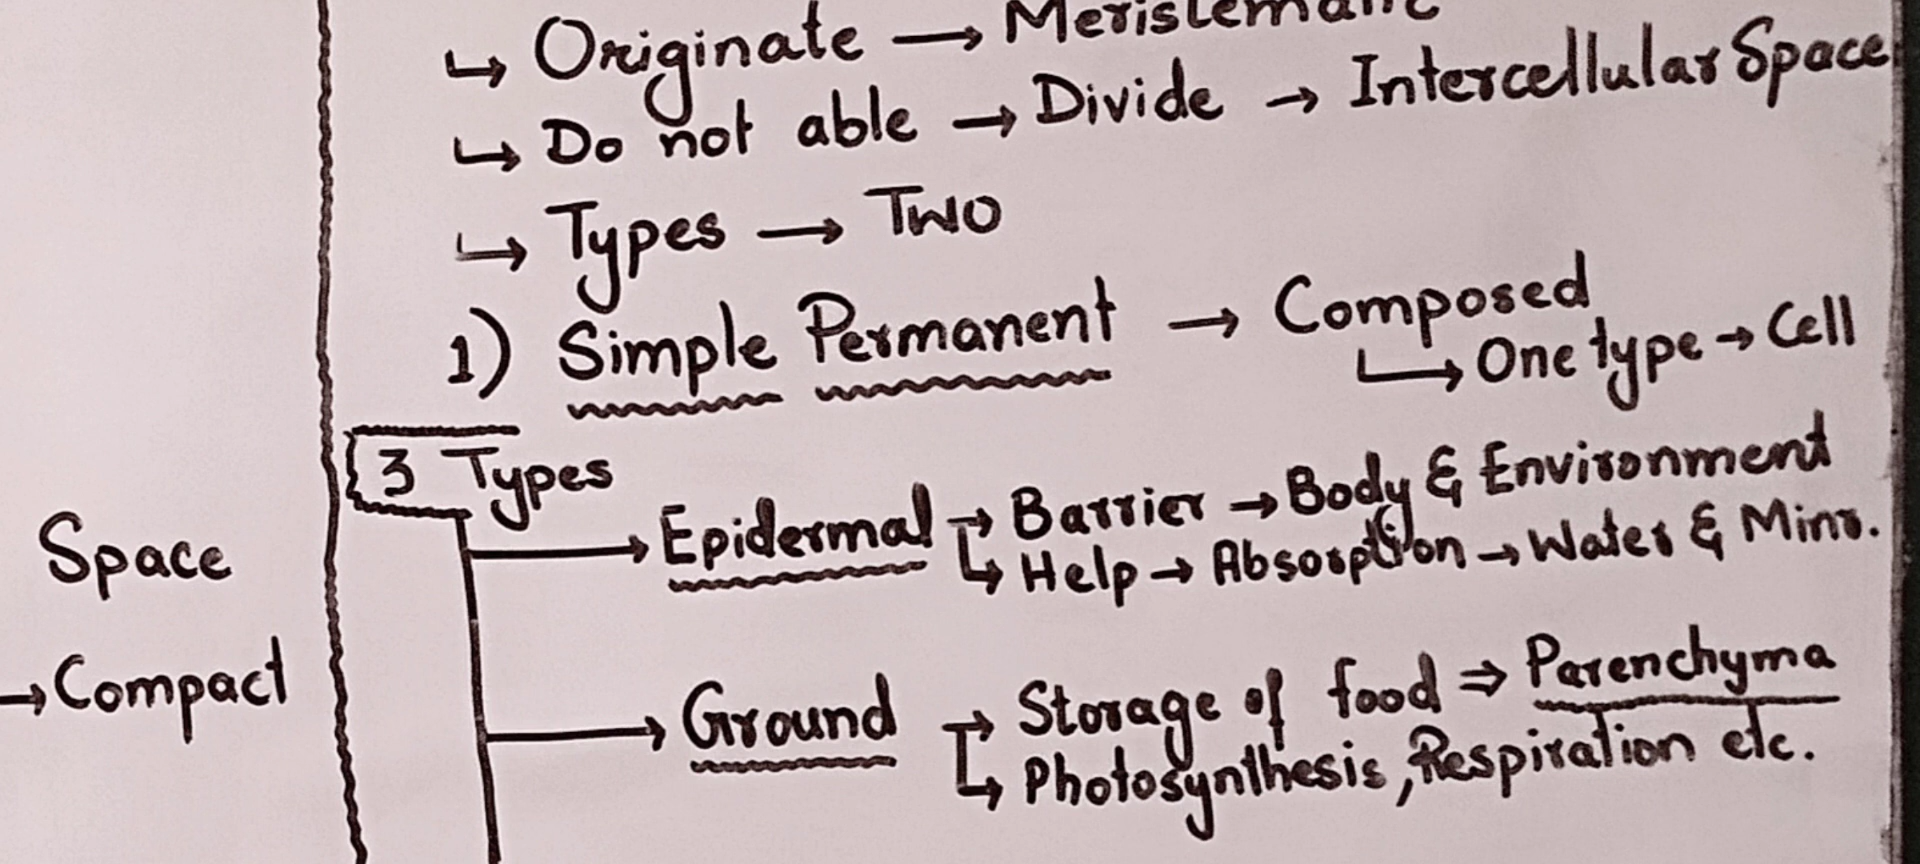 ↳ Originate → Meristematic
↳ Do not able → Divide → Intercellular Space
↳ Types → Two
1) Simple Permanent → Composed
↳ One type → Cell
3 Types
→ Epidermal → Barrier → Body & Environment
↳ Help → Absorption → Water & Minr.
Space
→ Compact
→ Ground → Storage of food ⇒ Parenchyma
↳ Photosynthesis, Respiration etc.